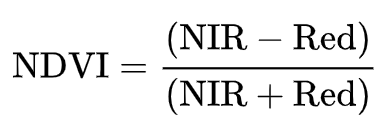 NDVI = (NIR − Red) / (NIR + Red)